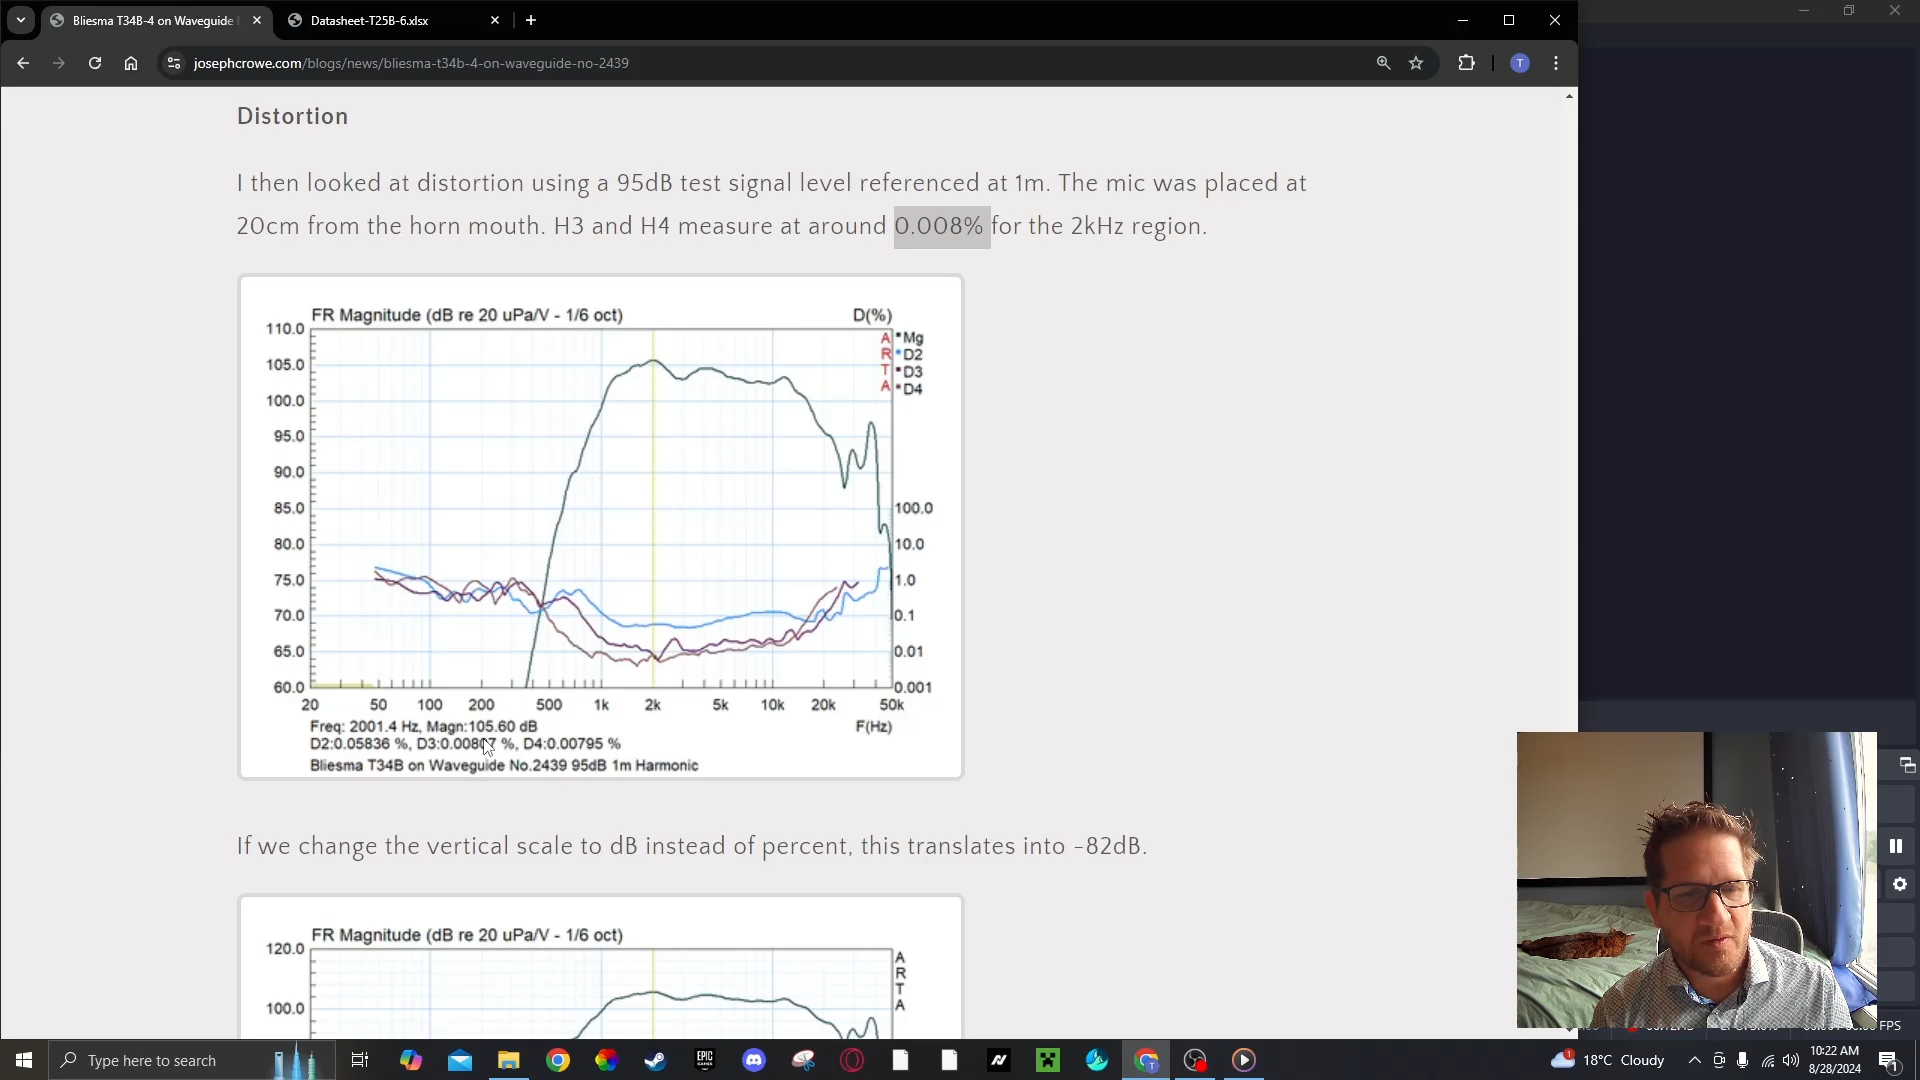 Bliesma T34B-4 on Waveguide
Datasheet-T25B-6.xlsx
josephcrowe.com/blogs/news/bliesma-t34b-4-on-waveguide-no-2439
T
Distortion
I then looked at distortion using a 95dB test signal level referenced at 1m. The mic was placed at
20cm from the horn mouth. H3 and H4 measure at around 0.008% for the 2kHz region.
FR Magnitude (dB re 20 uPa/V - 1/6 oct)
D(%)
110.0
105.0
100.0
95.0
90.0
85.0
80.0
75.0
70.0
65.0
60.0
A
R
T
A
Mg
D2
D3
D4
100.0
10.0
1.0
0.1
0.01
0.001
20 50 100 200 500 1k 2k 5k 10k 20k 50k
Freq: 2001.4 Hz, Magn:105.60 dB
F(Hz)
D2:0.05836 %, D3:0.00807 %, D4:0.00795 %
Bliesma T34B on Waveguide No.2439 95dB 1m Harmonic
If we change the vertical scale to dB instead of percent, this translates into -82dB.
FR Magnitude (dB re 20 uPa/V - 1/6 oct)
120.0
100.0
A
R
T
A
FPS
Type here to search
EPIC
GAMES
18°C Cloudy
10:22 AM
8/28/2024